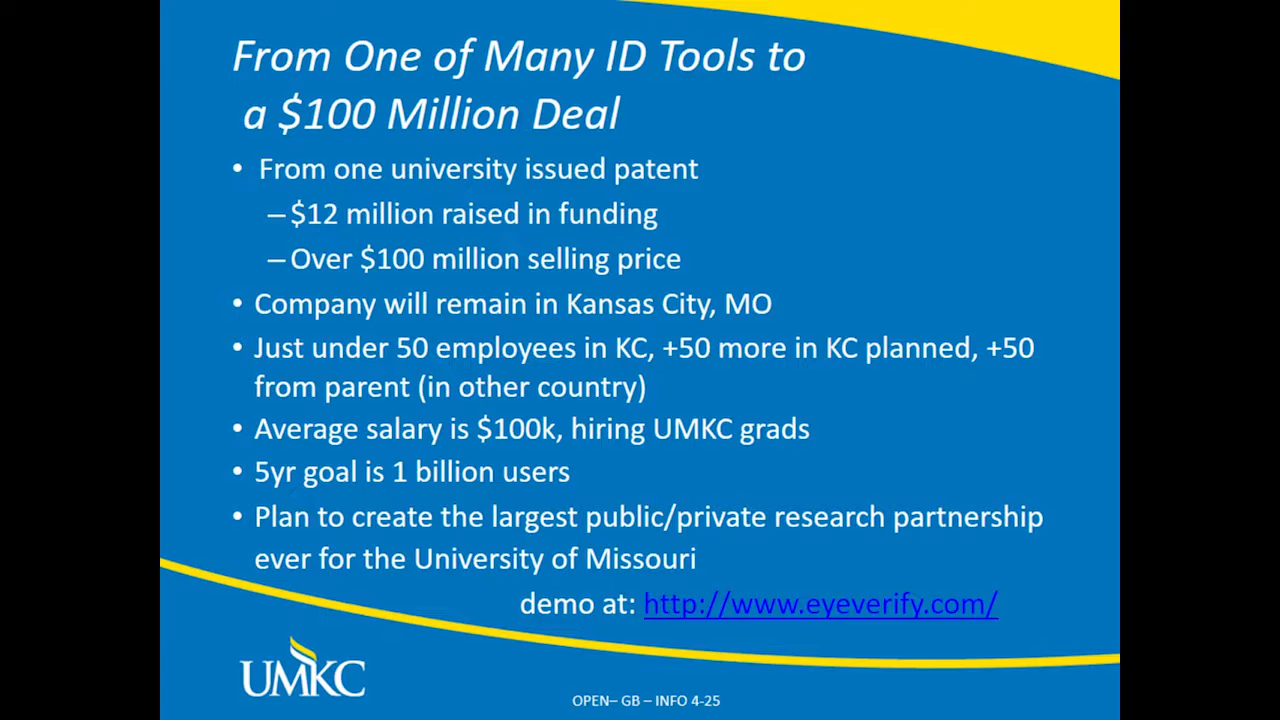 From One of Many ID Tools to
a $100 Million Deal
• From one university issued patent
–$12 million raised in funding
–Over $100 million selling price
• Company will remain in Kansas City, MO
• Just under 50 employees in KC, +50 more in KC planned, +50
from parent (in other country)
• Average salary is $100k, hiring UMKC grads
• 5yr goal is 1 billion users
• Plan to create the largest public/private research partnership
ever for the University of Missouri
demo at: http://www.eyeverify.com/
UMKC
OPEN– GB – INFO 4-25